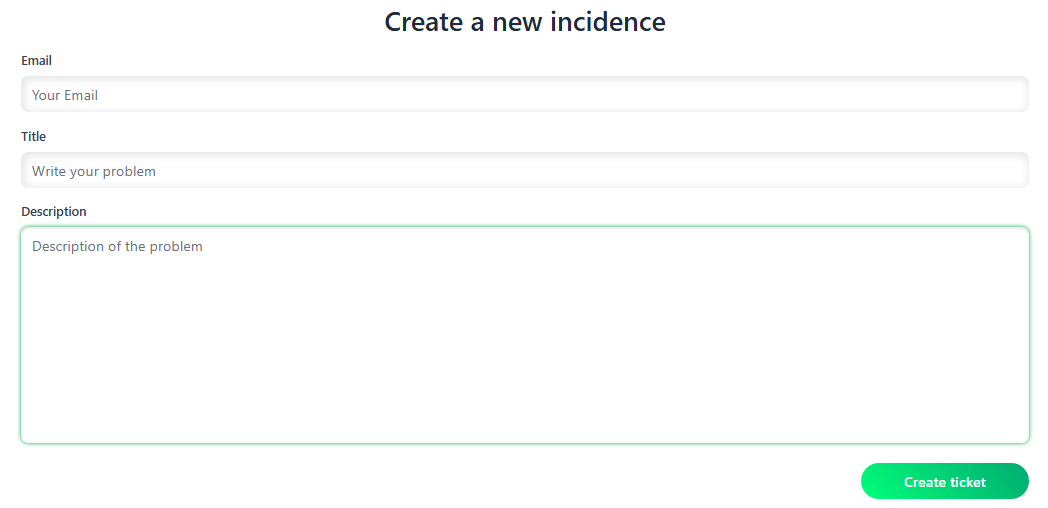 Create a new incidence
Email
Your Email
Title
Write your problem
Description
Description of the problem
Create ticket